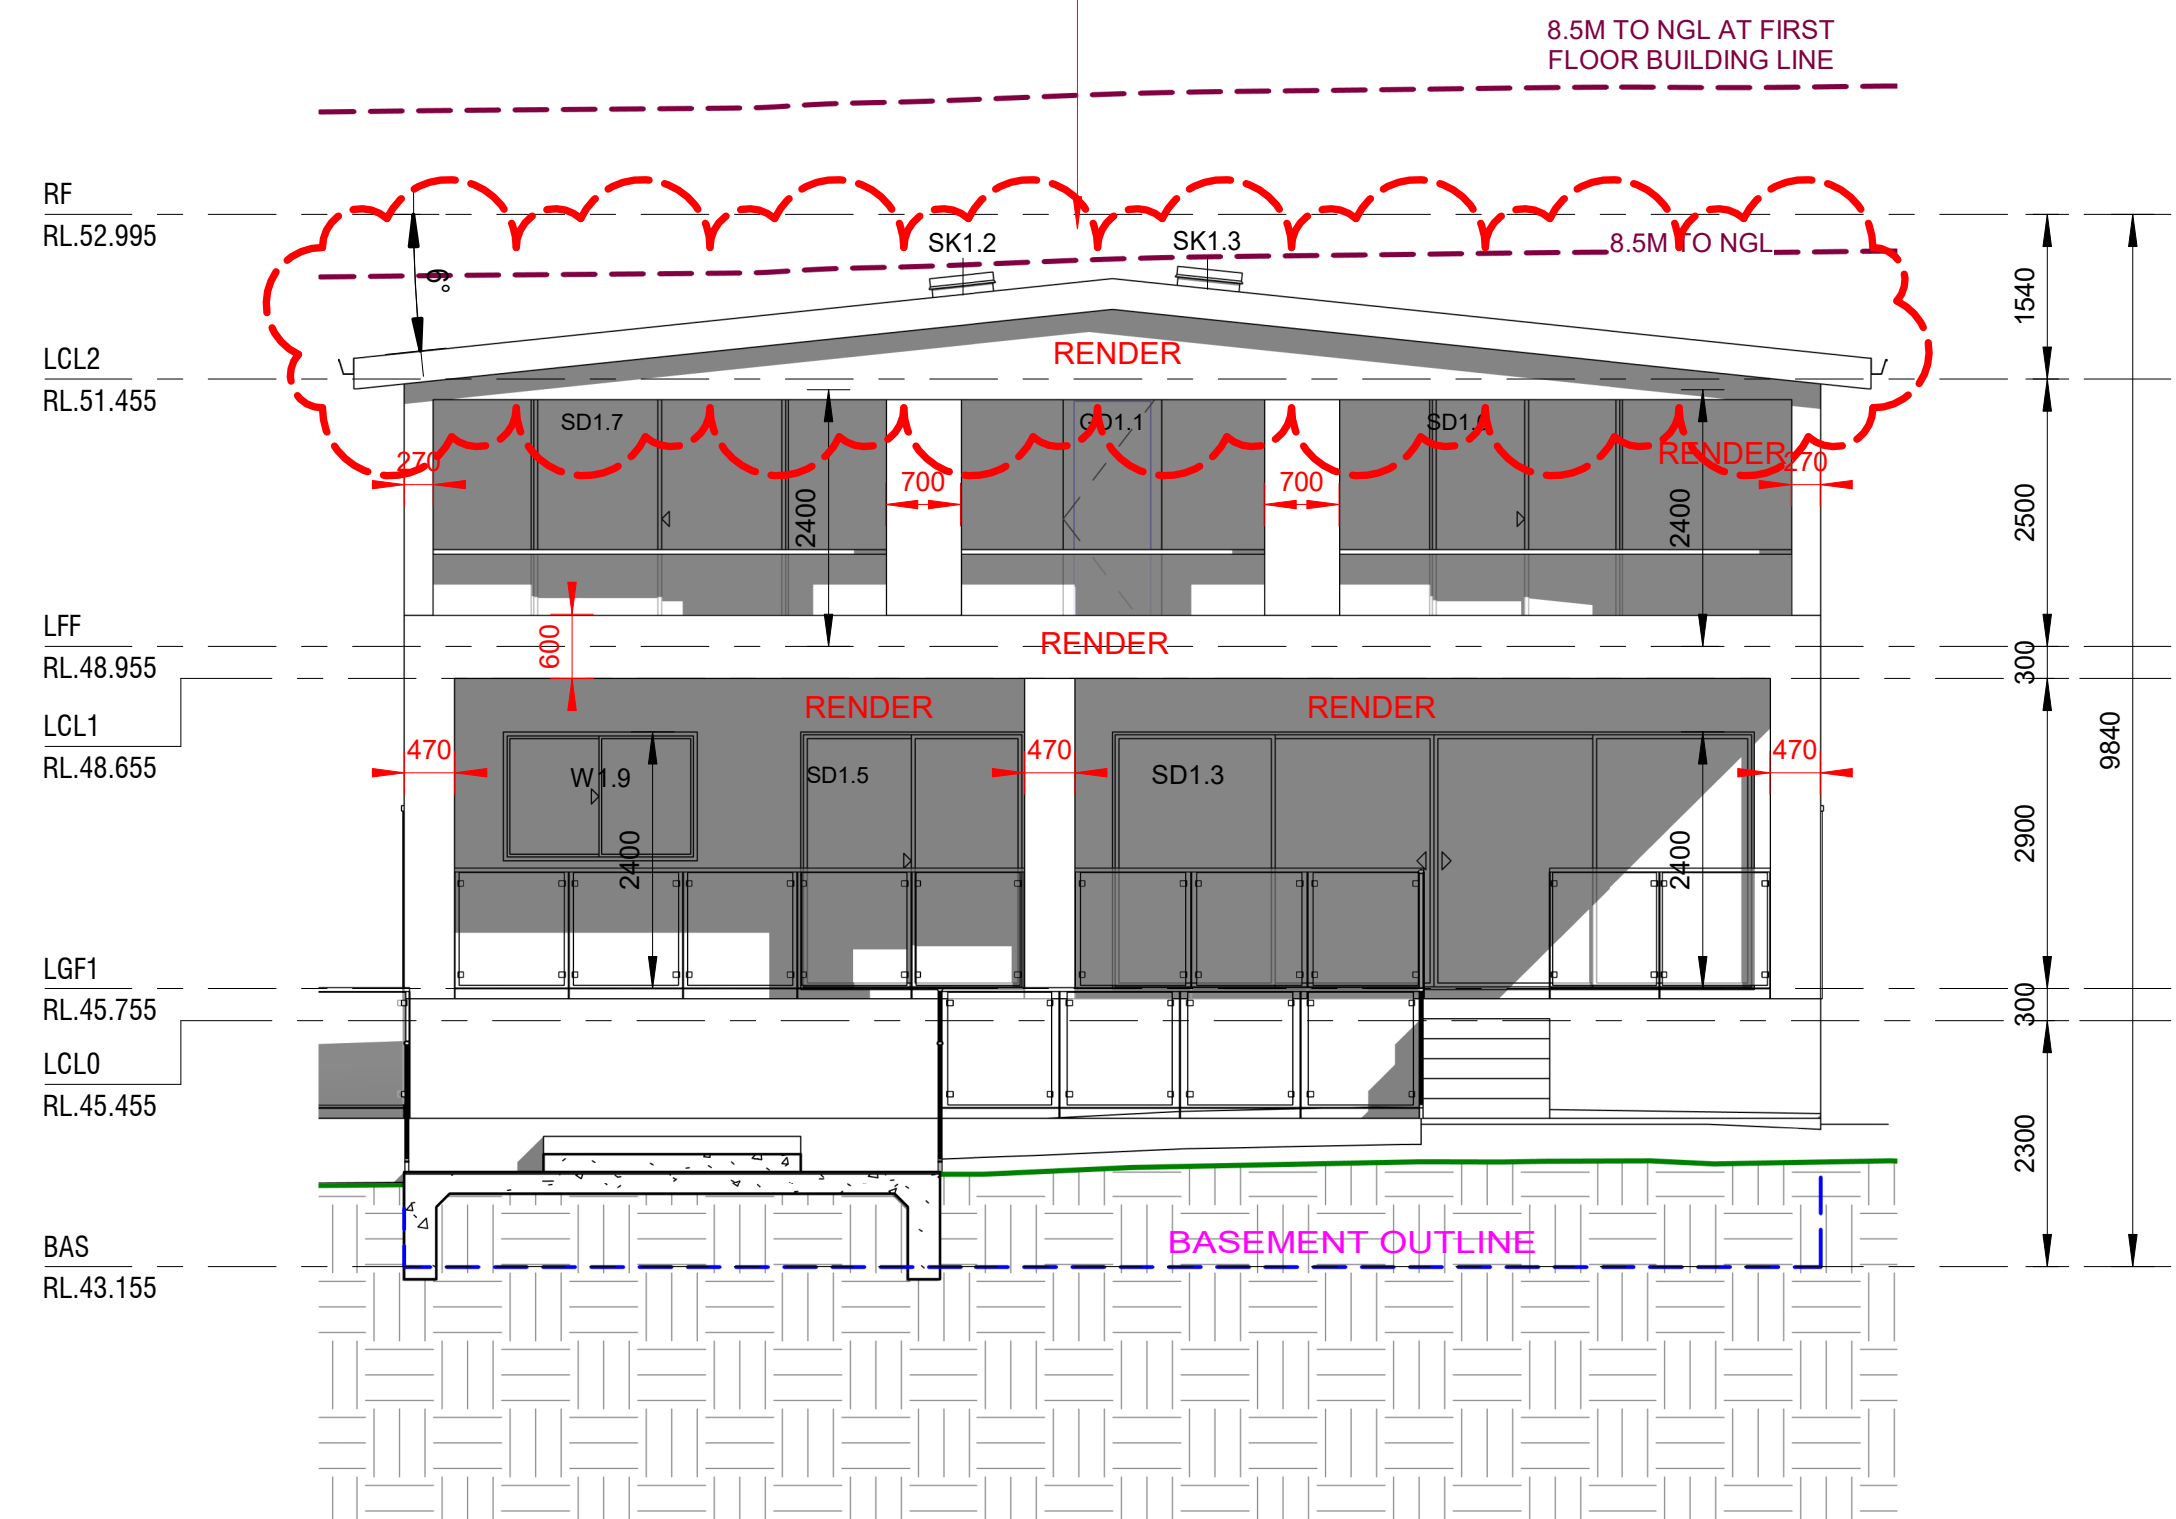 8.5M TO NGL AT FIRST
FLOOR BUILDING LINE
RF
RL.52.995
SK1.2
SK1.3
8.5M TO NGL
6°
1540
LCL2
RL.51.455
RENDER
SD1.7
GD1.1
RENDER
270
700
700
270
2400
2400
2500
LFF
RL.48.955
600
RENDER
300
LCL1
RL.48.655
RENDER
RENDER
470
470
470
W1.9
SD1.5
SD1.3
9840
2400
2400
2900
LGF1
RL.45.755
300
LCL0
RL.45.455
2300
BAS
RL.43.155
BASEMENT OUTLINE